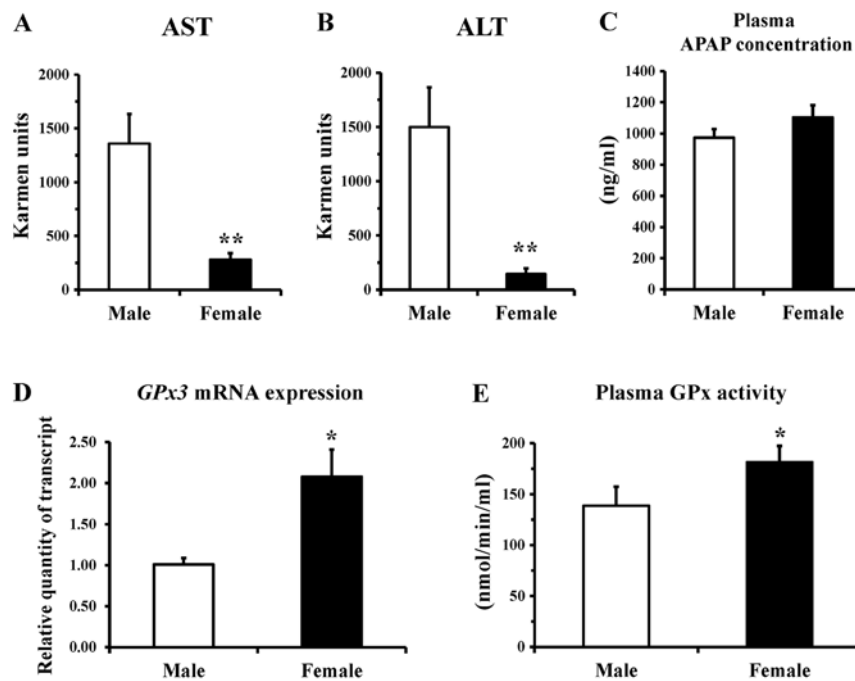 A
AST
Karmen units
2000
1500
1000
500
0
**
Male
Female
B
ALT
Karmen units
2000
1500
1000
500
0
**
Male
Female
C
Plasma
APAP concentration
(ng/ml)
1400
1200
1000
800
600
400
200
0
Male
Female
D
GPx3 mRNA expression
Relative quantity of transcript
2.50
2.00
1.50
1.00
0.50
0.00
*
Male
Female
E
Plasma GPx activity
(nmol/min/ml)
200
150
100
50
0
*
Male
Female